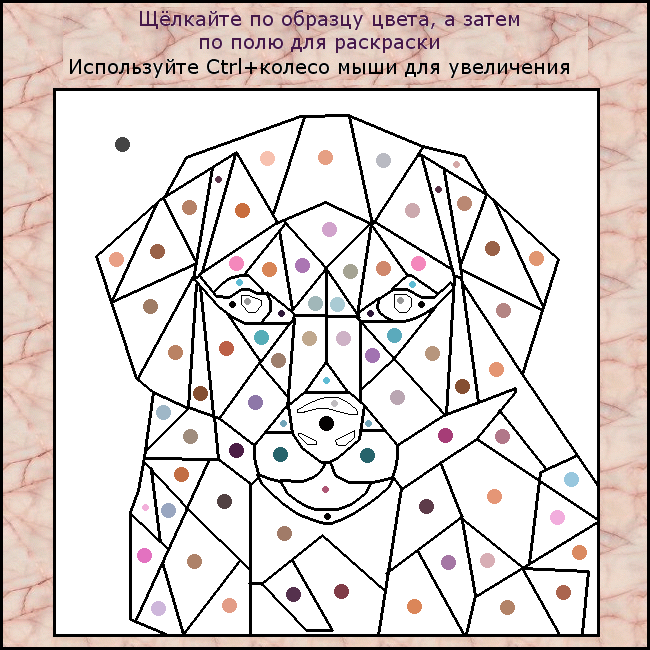 Щёлкайте по образцу цвета, а затем
по полю для раскраски
Используйте Ctrl+колесо мыши для увеличения